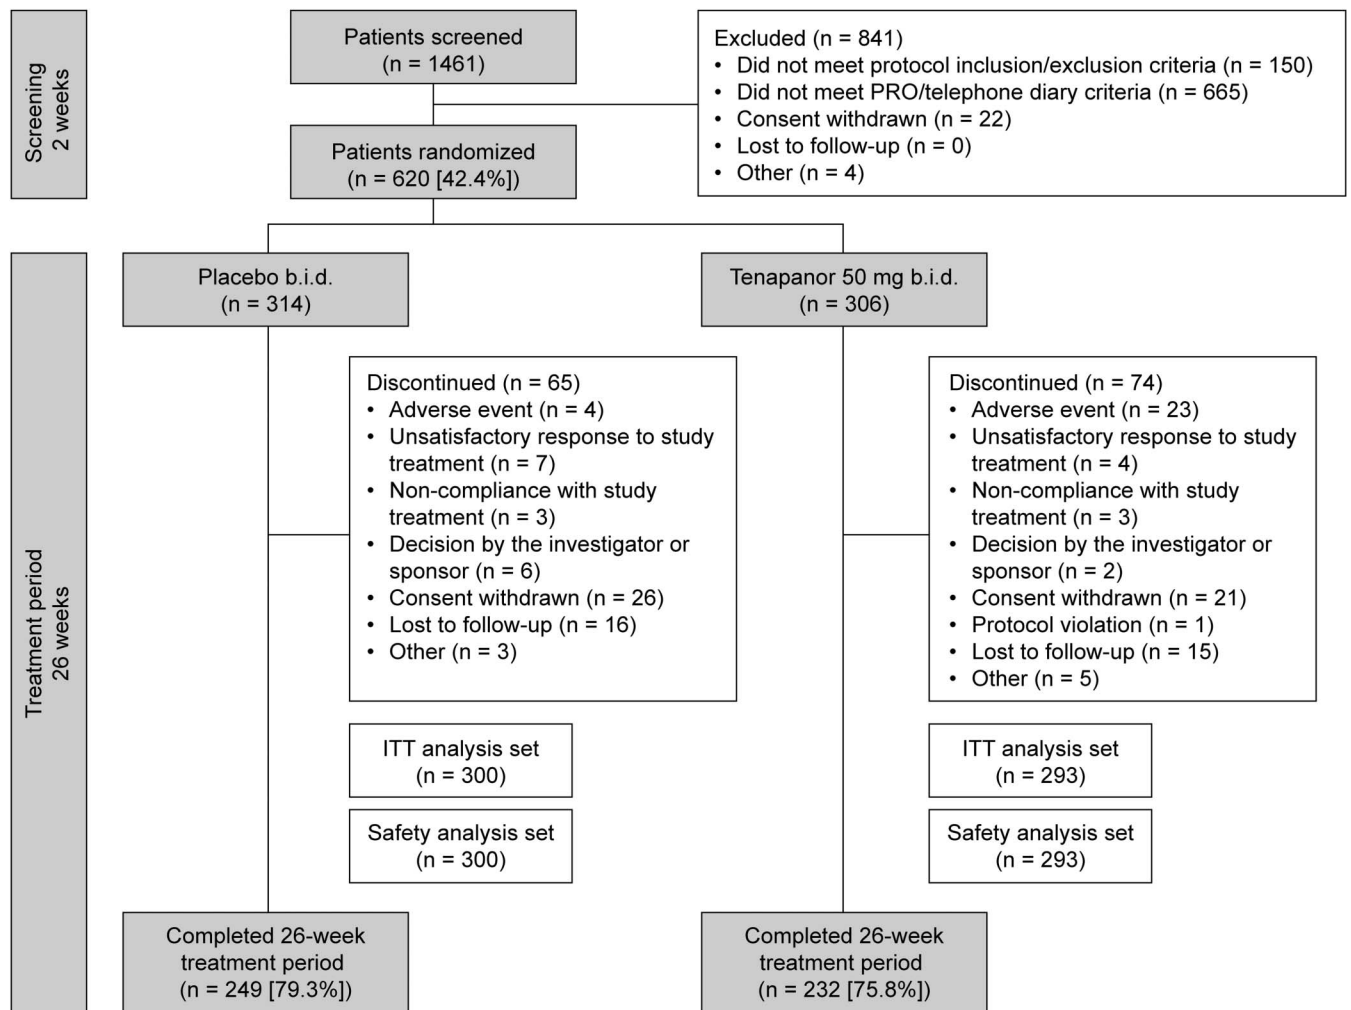 Screening
2 weeks
Patients screened
(n = 1461)
Excluded (n = 841)
• Did not meet protocol inclusion/exclusion criteria (n = 150)
• Did not meet PRO/telephone diary criteria (n = 665)
• Consent withdrawn (n = 22)
• Lost to follow-up (n = 0)
• Other (n = 4)
Patients randomized
(n = 620 [42.4%])
Treatment period
26 weeks
Placebo b.i.d.
(n = 314)
Tenapanor 50 mg b.i.d.
(n = 306)
Discontinued (n = 65)
• Adverse event (n = 4)
• Unsatisfactory response to study
treatment (n = 7)
• Non-compliance with study
treatment (n = 3)
• Decision by the investigator or
sponsor (n = 6)
• Consent withdrawn (n = 26)
• Lost to follow-up (n = 16)
• Other (n = 3)
Discontinued (n = 74)
• Adverse event (n = 23)
• Unsatisfactory response to study
treatment (n = 4)
• Non-compliance with study
treatment (n = 3)
• Decision by the investigator or
sponsor (n = 2)
• Consent withdrawn (n = 21)
• Protocol violation (n = 1)
• Lost to follow-up (n = 15)
• Other (n = 5)
ITT analysis set
(n = 300)
ITT analysis set
(n = 293)
Safety analysis set
(n = 300)
Safety analysis set
(n = 293)
Completed 26-week
treatment period
(n = 249 [79.3%])
Completed 26-week
treatment period
(n = 232 [75.8%])